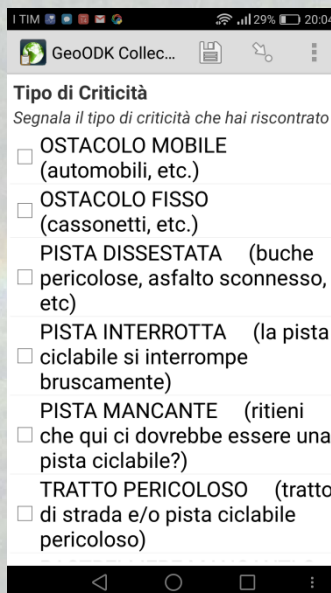 I TIM 29% 20:04
GeoODK Collec...
Tipo di Criticità
Segnala il tipo di criticità che hai riscontrato
OSTACOLO MOBILE
(automobili, etc.)
OSTACOLO FISSO
(cassonetti, etc.)
PISTA DISSESTATA (buche
pericolose, asfalto sconnesso,
etc)
PISTA INTERROTTA (la pista
ciclabile si interrompe
bruscamente)
PISTA MANCANTE (ritieni
che qui ci dovrebbe essere una
pista ciclabile?)
TRATTO PERICOLOSO (tratto
di strada e/o pista ciclabile
pericoloso)